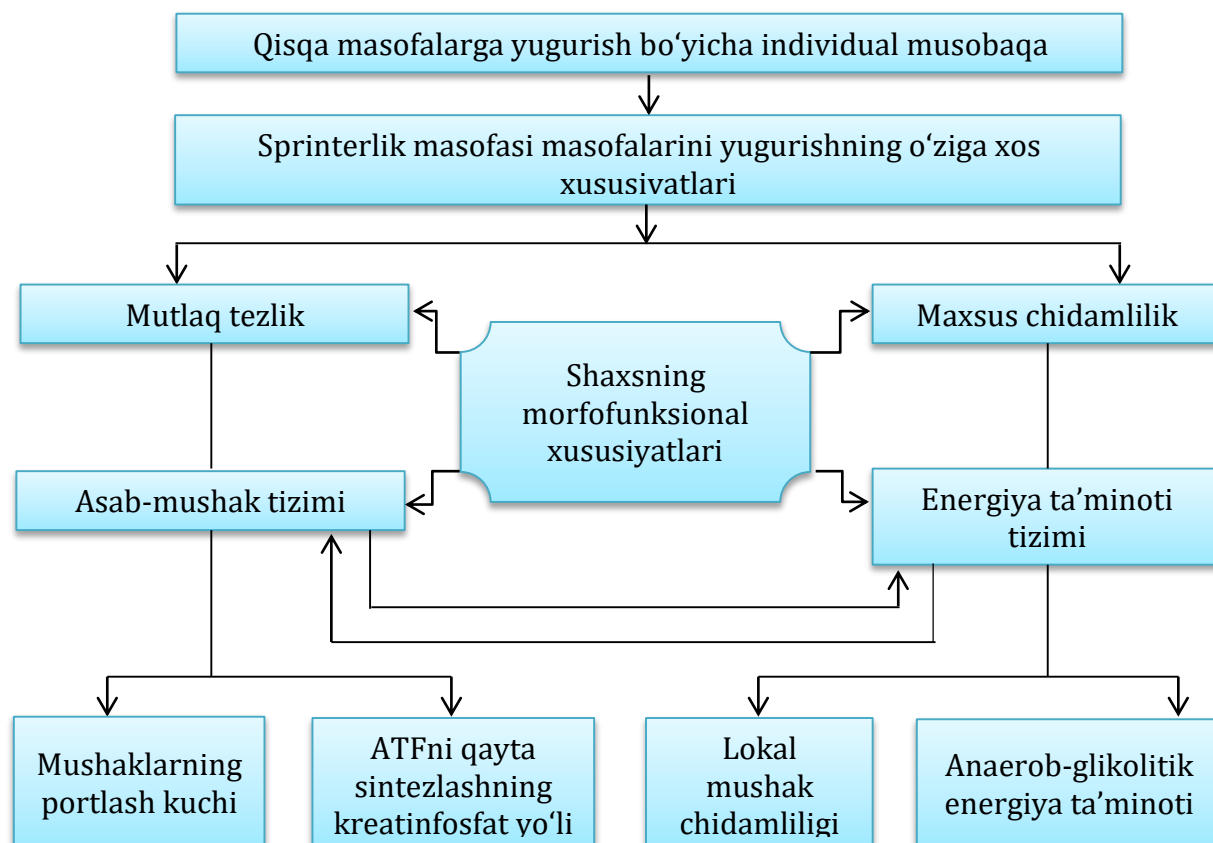 Qisqa masofalarga yugurish bo‘yicha individual musobaqa
Sprinterlik masofasi masofalarini yugurishning o‘ziga xos
xususivatlari
Mutlaq tezlik
Maxsus chidamlilik
Shaxsning
morfofunksional
xususiyatlari
Asab-mushak tizimi
Energiya ta’minoti
tizimi
Mushaklarning
portlash kuchi
ATFni qayta
sintezlashning
kreatinfosfat yo‘li
Lokal
mushak
chidamliligi
Anaerob-glikolitik
energiya ta’minoti